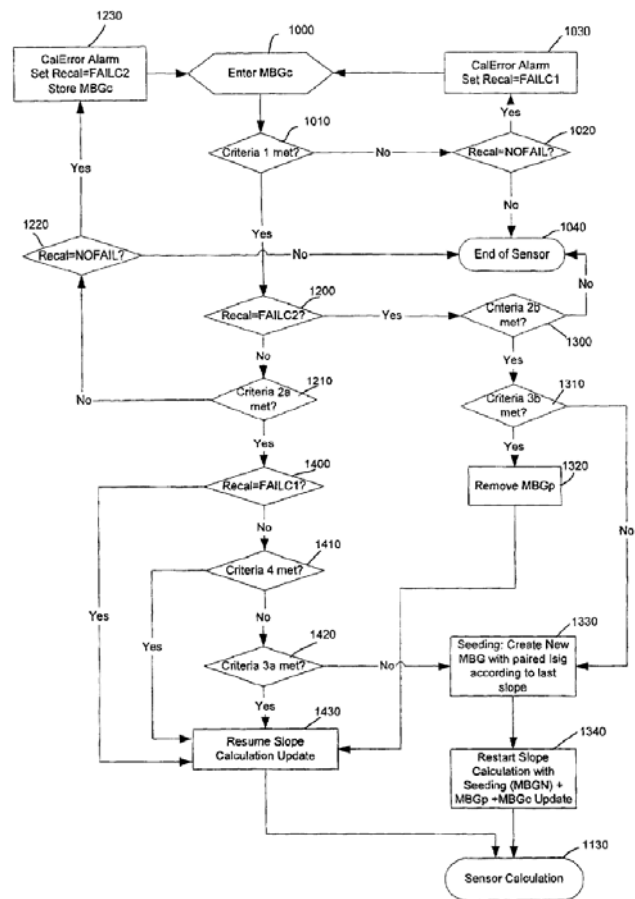 1230
1000
1030
CalError Alarm
Set Recal=FAILC2
Store MBGc
Enter MBGc
CalError Alarm
Set Recal=FAILC1
1010
Yes
1020
Criteria 1 met?
No
Recal=NOFAIL?
Yes
No
1220
Yes
1040
Recal=NOFAIL?
No
End of Sensor
1200
No
Recal=FAILC2?
Yes
Criteria 2b
met?
1300
No
1210
Yes
1310
No
Criteria 2a
met?
Criteria 3b
met?
Yes
1400
Yes
1320
Recal=FAILC1?
Remove MBGp
No
1410
No
Criteria 4 met?
Yes
No
1420
1330
Yes
Criteria 3a met?
No
Seeding: Create New
MBG with paired Isig
according to last
slope
Yes
1430
Resume Slope
Calculation Update
1340
Restart Slope
Calculation with
Seeding (MBGN) +
MBGp +MBGc Update
1130
Sensor Calculation